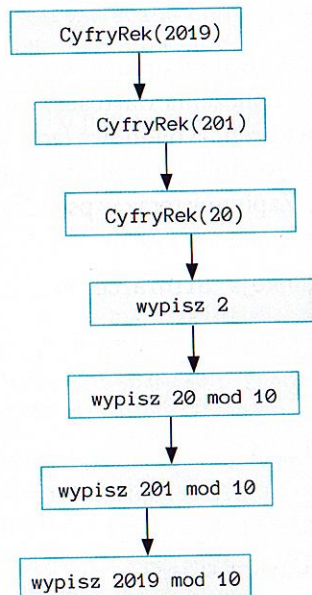 CyfryRek(2019)
CyfryRek(201)
CyfryRek(20)
wypisz 2
wypisz 20 mod 10
wypisz 201 mod 10
wypisz 2019 mod 10